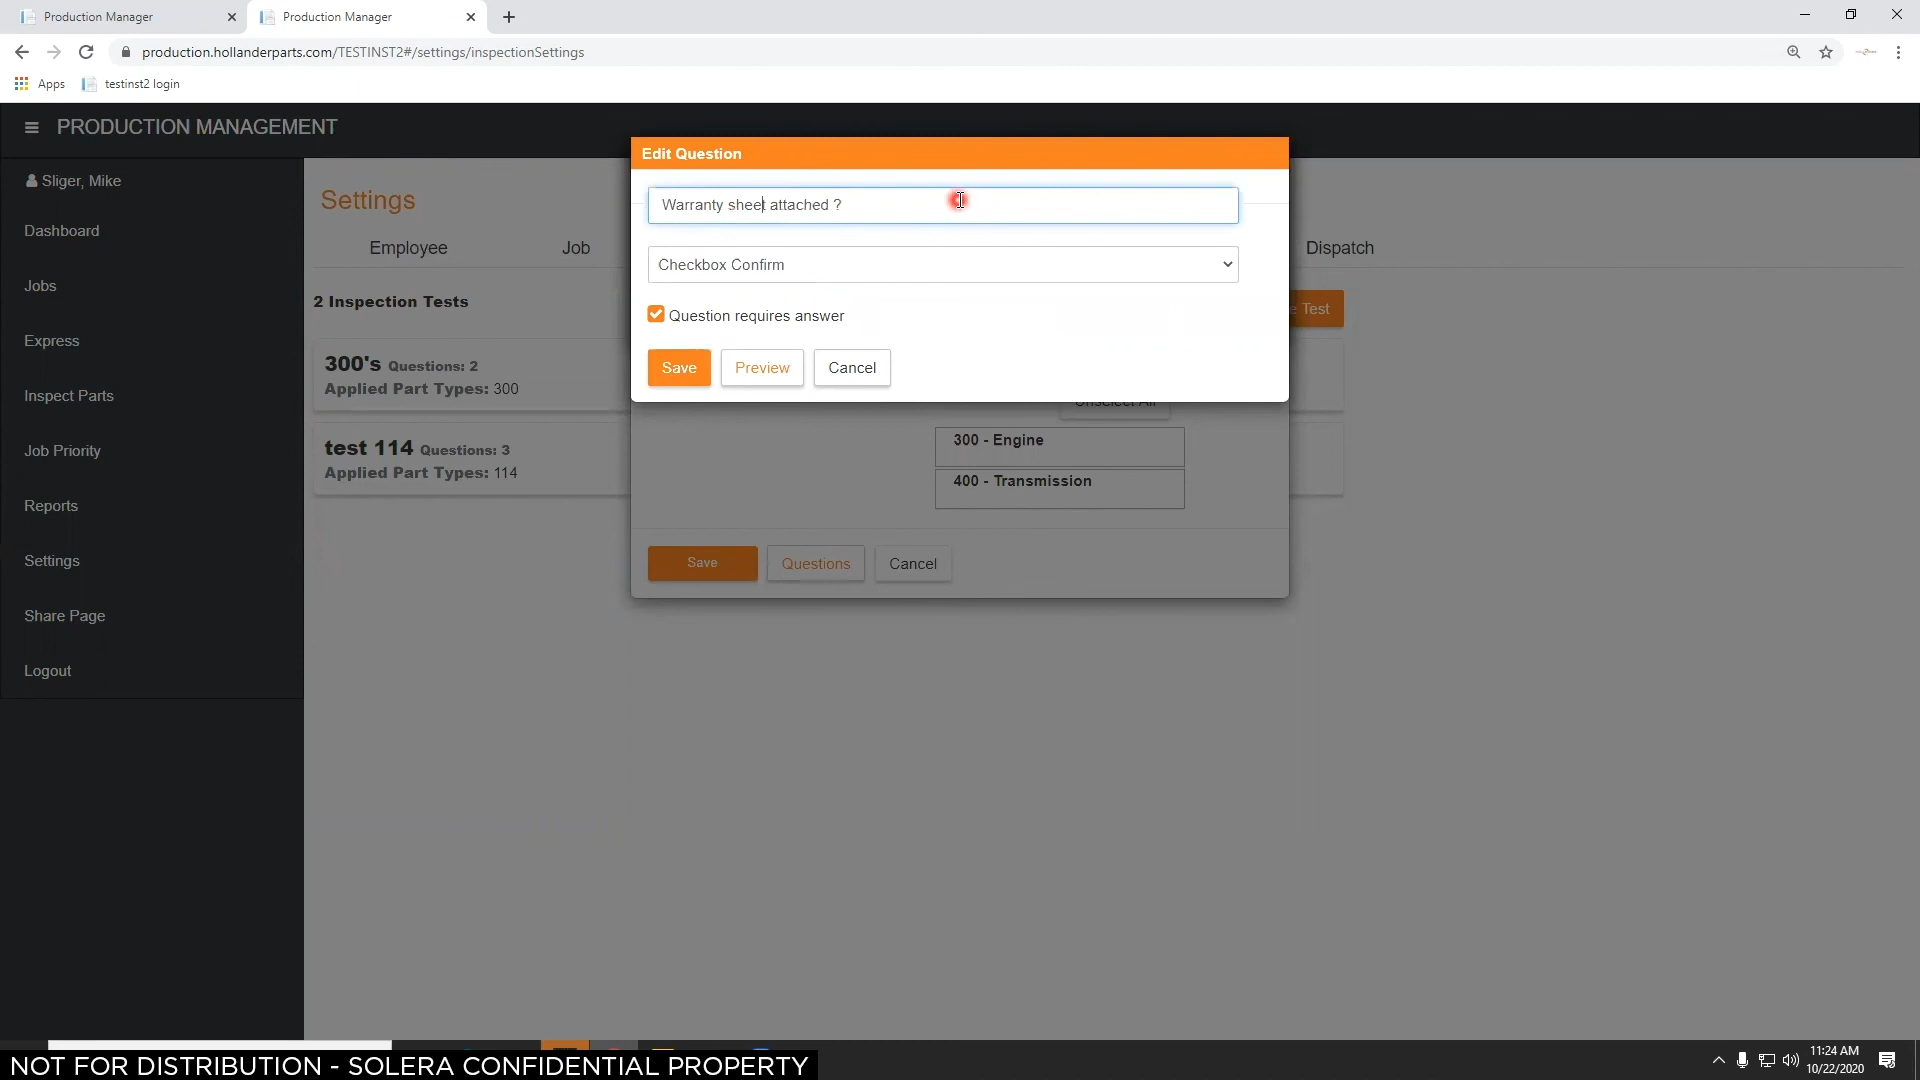 Production Manager
Production Manager
production.hollanderparts.com/TESTINST2#/settings/inspectionSettings
Apps
testinst2 login
PRODUCTION MANAGEMENT
Sliger, Mike
Dashboard
Jobs
Express
Inspect Parts
Job Priority
Reports
Settings
Share Page
Logout
Settings
Employee
Job
Dispatch
2 Inspection Tests
e Test
300's Questions: 2
Applied Part Types: 300
test 114 Questions: 3
Applied Part Types: 114
Edit Question
Warranty sheet attached ?
Checkbox Confirm
Question requires answer
Save
Preview
Cancel
Unselect All
300 - Engine
400 - Transmission
Save
Questions
Cancel
NOT FOR DISTRIBUTION - SOLERA CONFIDENTIAL PROPERTY
11:24 AM
10/22/2020